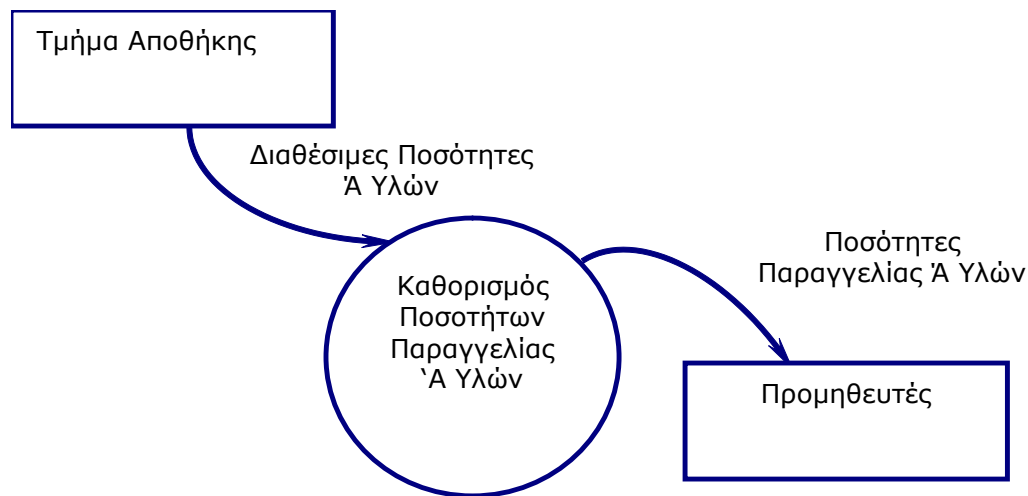 Τμήμα Αποθήκης
Διαθέσιμες Ποσότητες
Ά Υλών
Καθορισμός
Ποσοτήτων
Παραγγελίας
‛Α Υλών
Ποσότητες
Παραγγελίας Ά Υλών
Προμηθευτές